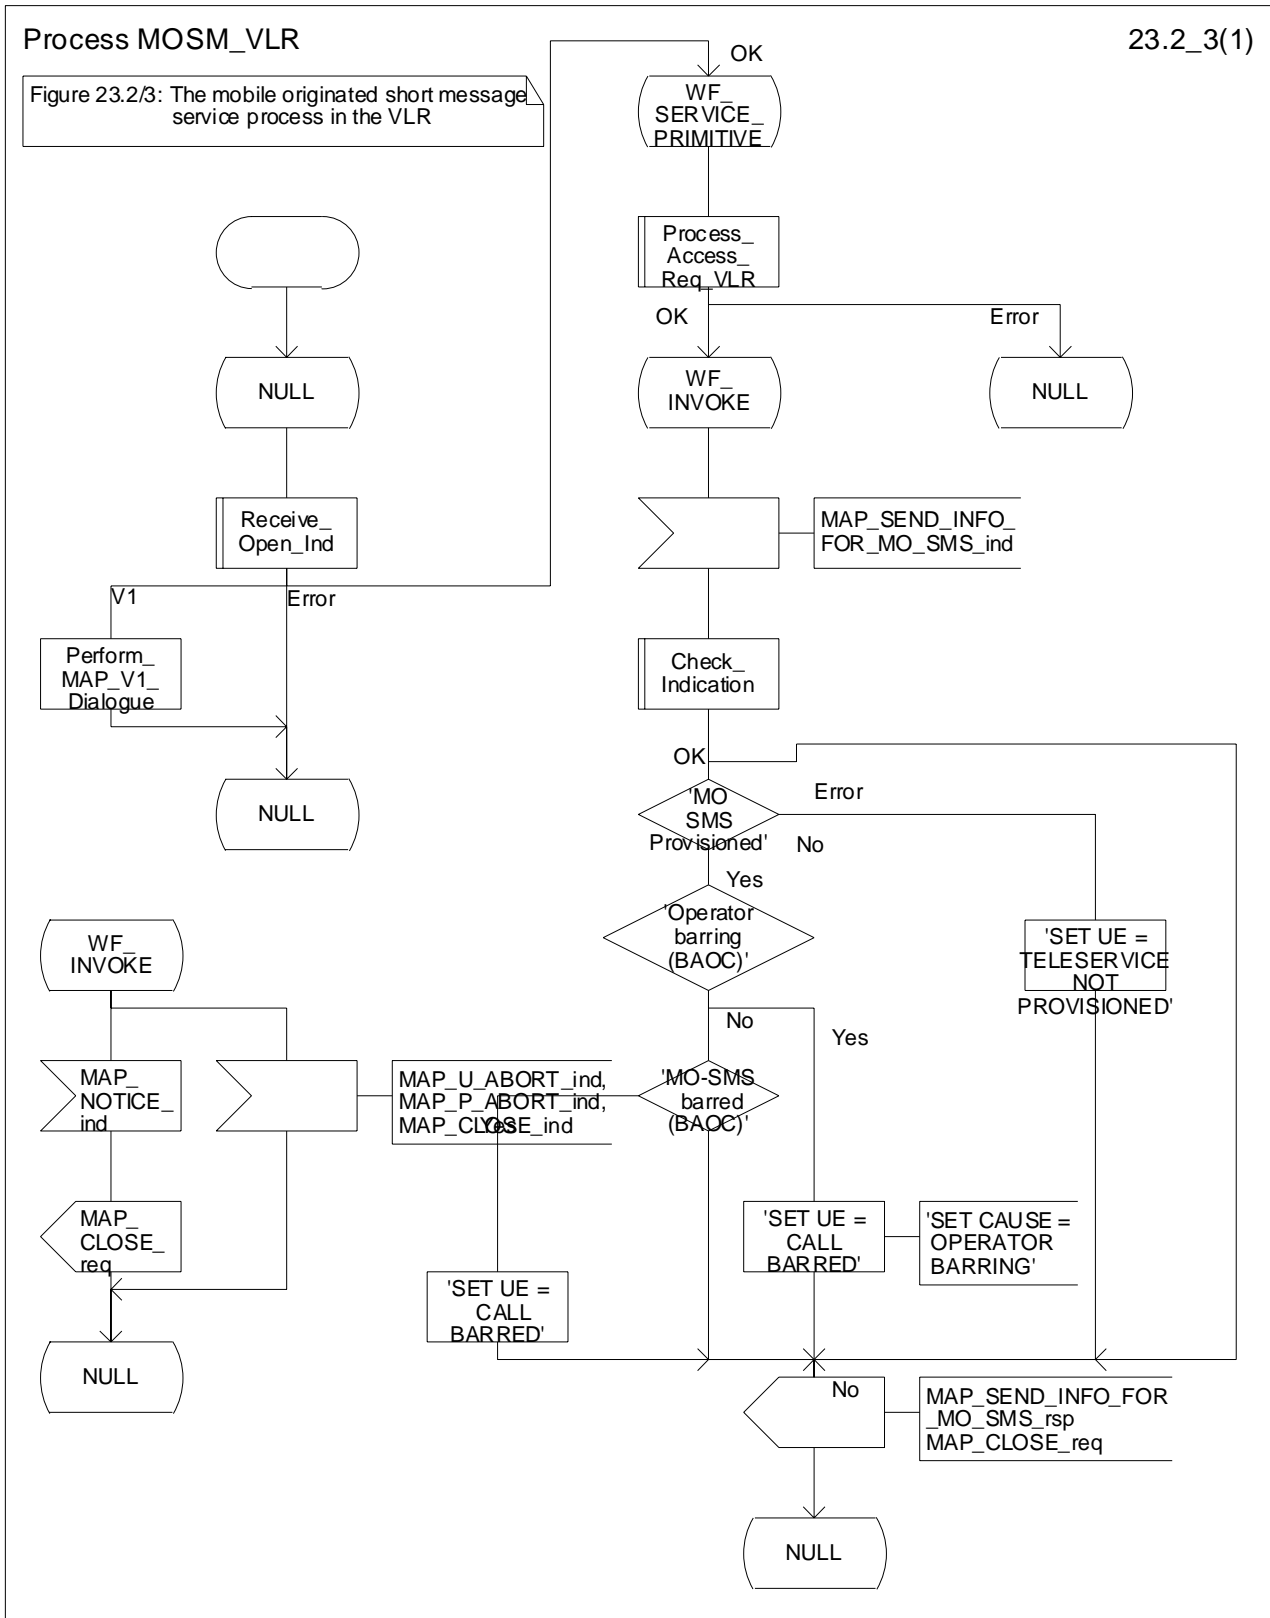 Process MOSM_VLR
23.2_3(1)
Figure 23.2/3: The mobile originated short message
service process in the VLR
OK
WF_
SERVICE_
PRIMITIVE
Process_
Access_
Req_VLR
OK
Error
NULL
WF_
INVOKE
NULL
Receive_
Open_Ind
MAP_SEND_INFO_
FOR_MO_SMS_ind
V1
Error
Perform_
MAP_V1_
Dialogue
Check_
Indication
OK
NULL
'MO
SMS
Provisioned'
Error
No
Yes
'Operator
barring
(BAOC)'
'SET UE =
TELESERVICE
NOT
PROVISIONED'
WF_
INVOKE
No
Yes
MAP_
NOTICE_
ind
MAP_U_ABORT_ind,
MAP_P_ABORT_ind,
MAP_CLOSE_ind
Yes
'MO-SMS
barred
(BAOC)'
MAP_
CLOSE_
req
'SET UE =
CALL
BARRED'
'SET CAUSE =
OPERATOR
BARRING'
'SET UE =
CALL
BARRED'
NULL
No
MAP_SEND_INFO_FOR
_MO_SMS_rsp
MAP_CLOSE_req
NULL